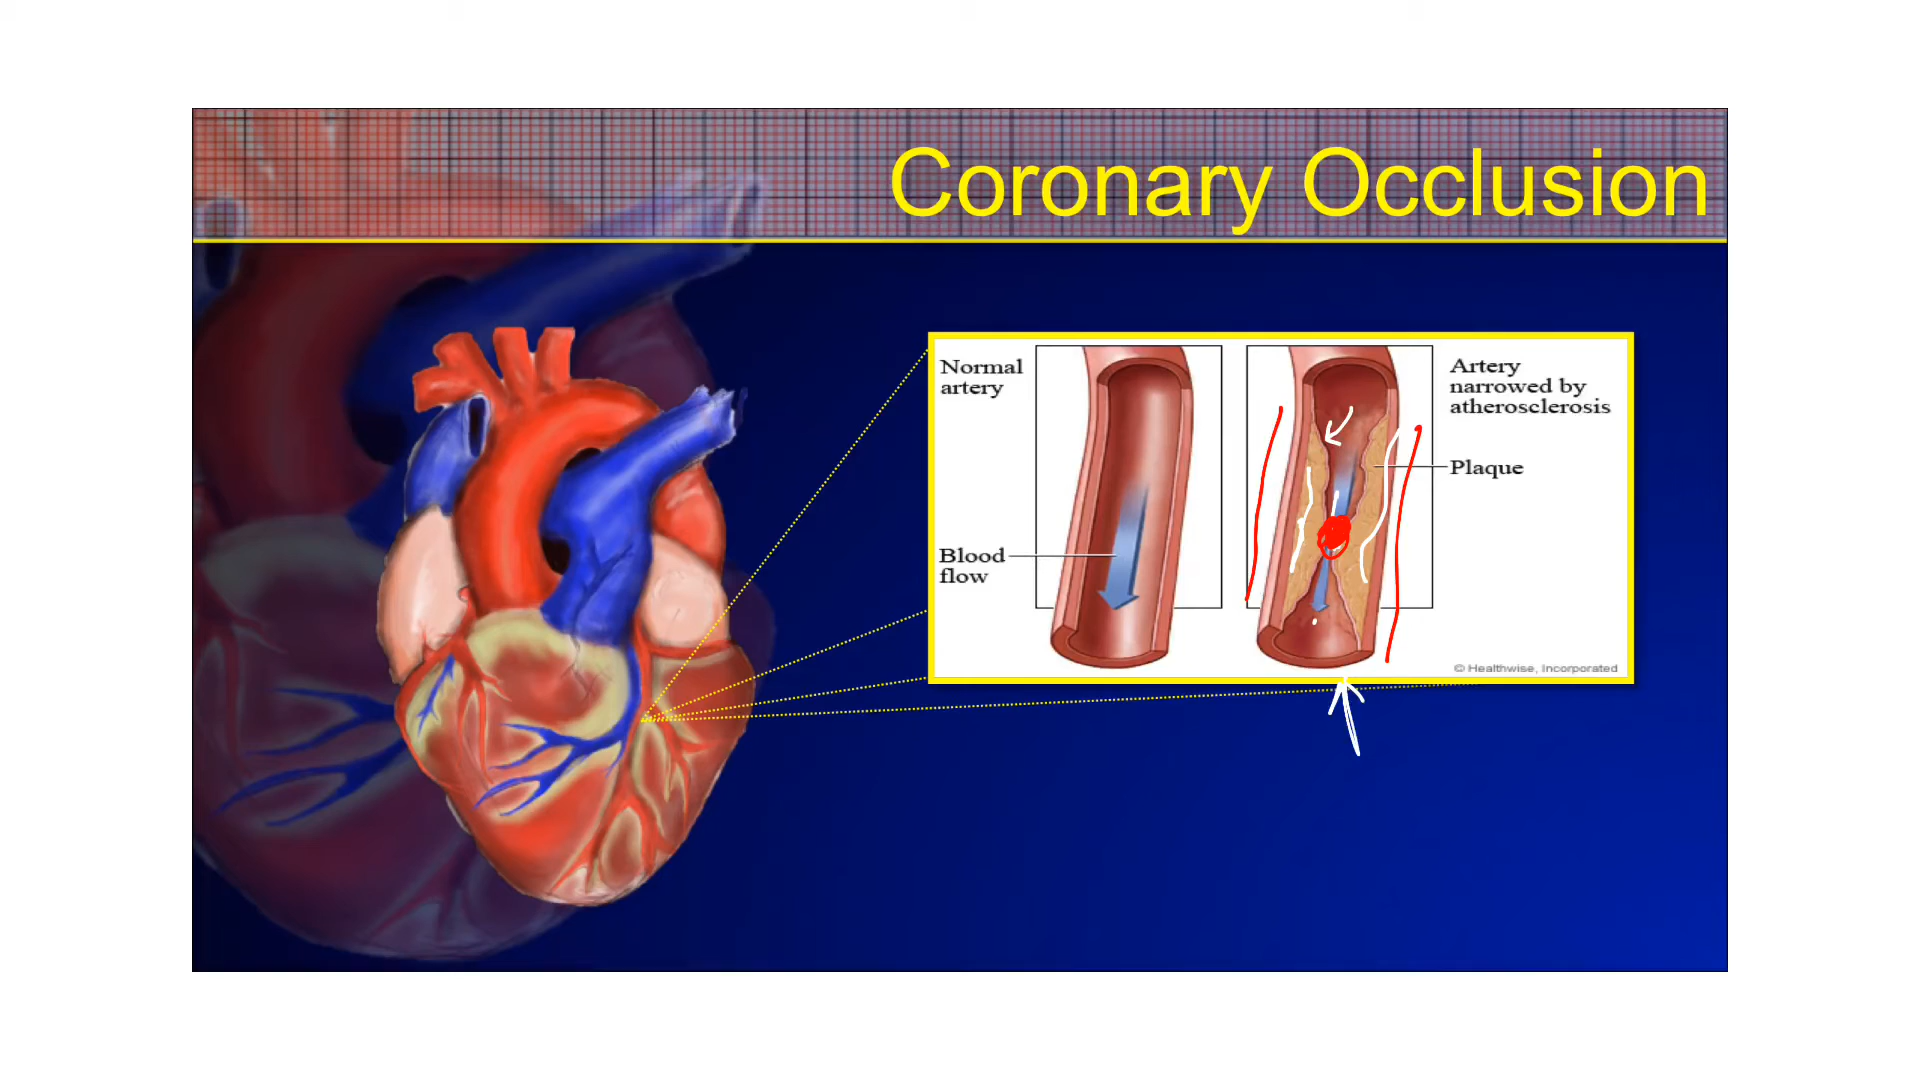 Coronary Occlusion
Normal
artery
Blood
flow
Artery
narrowed by
atherosclerosis
Plaque
© Healthwise, Incorporated